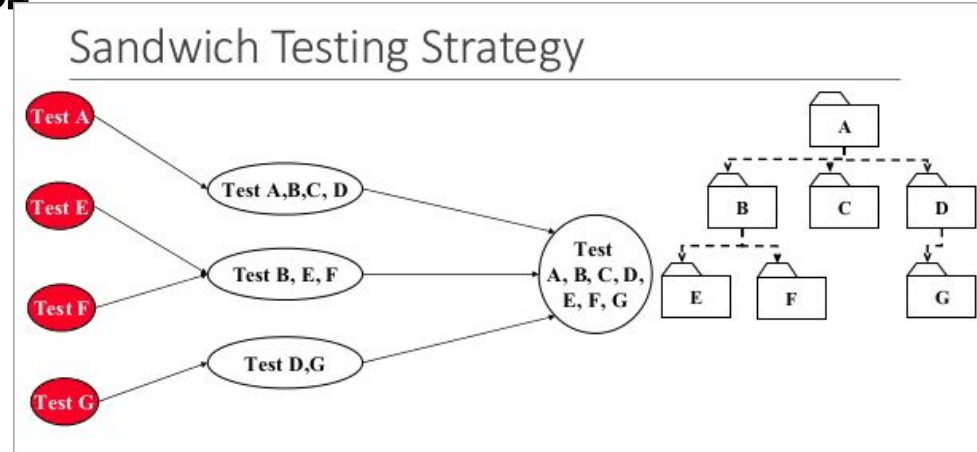 Sandwich Testing Strategy
Test A
Test E
Test F
Test G
Test A,B,C, D
Test B, E, F
Test D,G
Test
A, B, C, D,
E, F, G
A
B
C
D
E
F
G